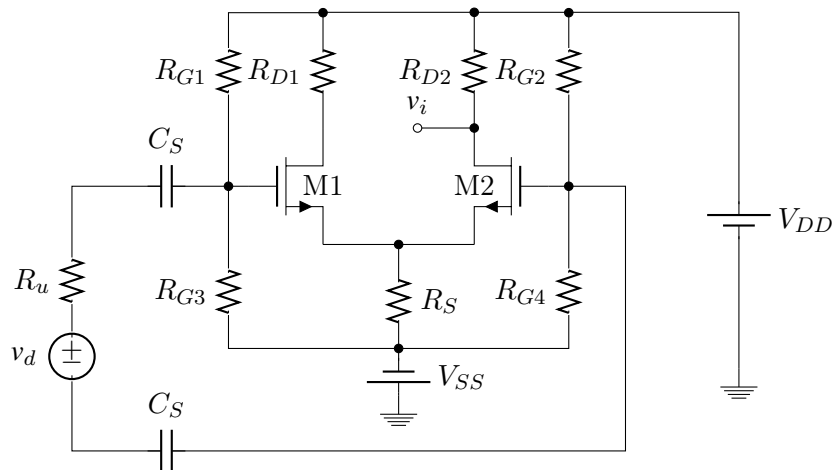 R_{G1}
R_{D1}
R_{D2}
R_{G2}
v_i
C_S
M1
M2
V_{DD}
R_u
R_{G3}
R_S
R_{G4}
v_d
±
V_{SS}
C_S